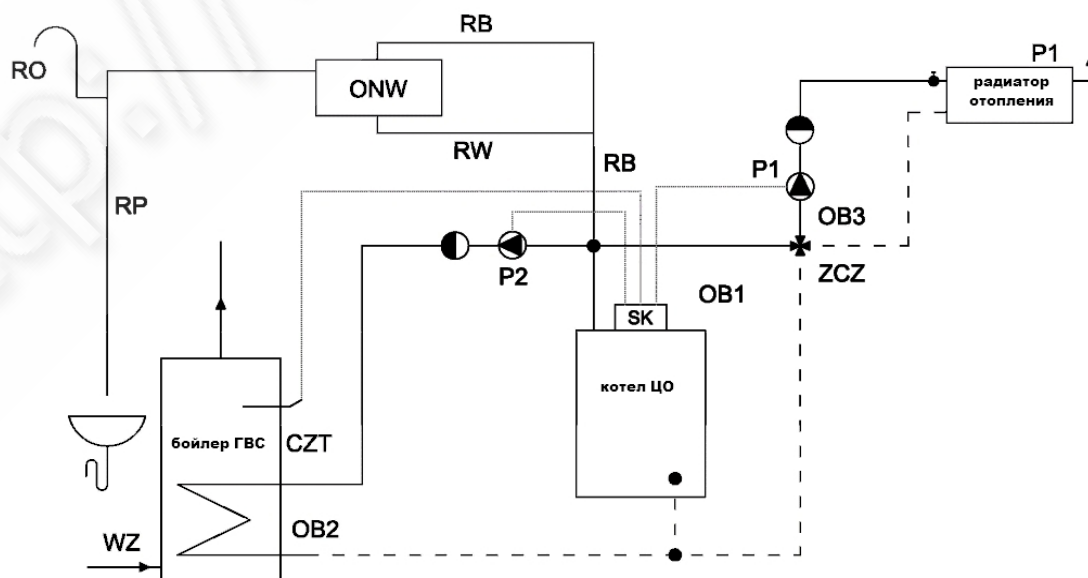 RB
RO
ONW
P1
радиатор
отопления
RW
RB
P1
RP
OB3
P2
ZCZ
OB1
SK
котел ЦО
бойлер ГВС
CZT
OB2
WZ